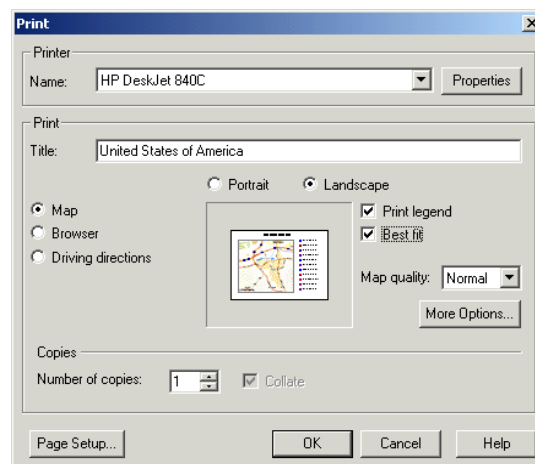 Print
Printer
Name: HP DeskJet 840C Properties
Print
Title: United States of America
Portrait Landscape
Map
Browser
Driving directions
Print legend
Best fit
Map quality: Normal
More Options...
Copies
Number of copies: 1 Collate
Page Setup... OK Cancel Help